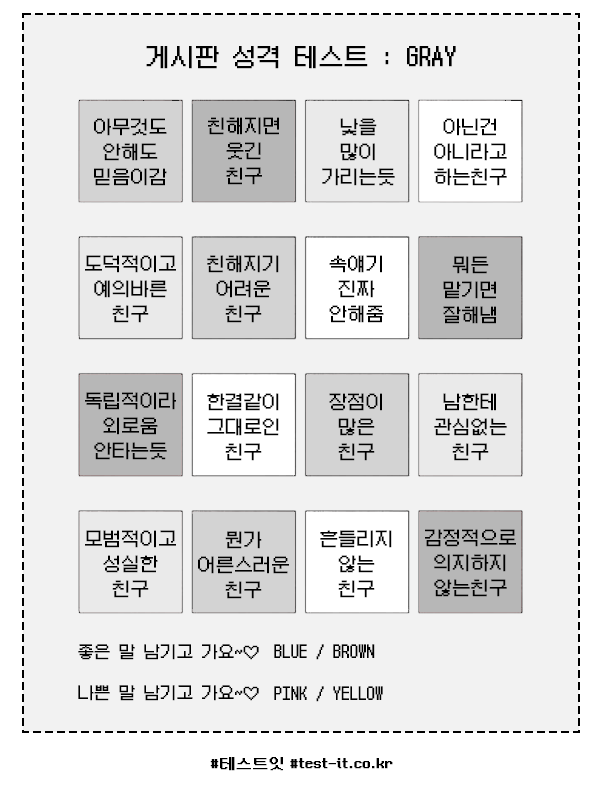 게시판 성격 테스트 : GRAY
아무것도
안해도
믿음이감
친해지면
웃긴
친구
낯을
많이
가리는듯
아닌건
아니라고
하는친구
도덕적이고
예의바른
친구
친해지기
어려운
친구
속얘기
진짜
안해줌
뭐든
맡기면
잘해냄
독립적이라
외로움
안타는듯
한결같이
그대로인
친구
장점이
많은
친구
남한테
관심없는
친구
모범적이고
성실한
친구
뭔가
어른스러운
친구
흔들리지
않는
친구
감정적으로
의지하지
않는친구
좋은 말 남기고 가요~♡ BLUE / BROWN
나쁜 말 남기고 가요~♡ PINK / YELLOW
#테스트잇 #test-it.co.kr